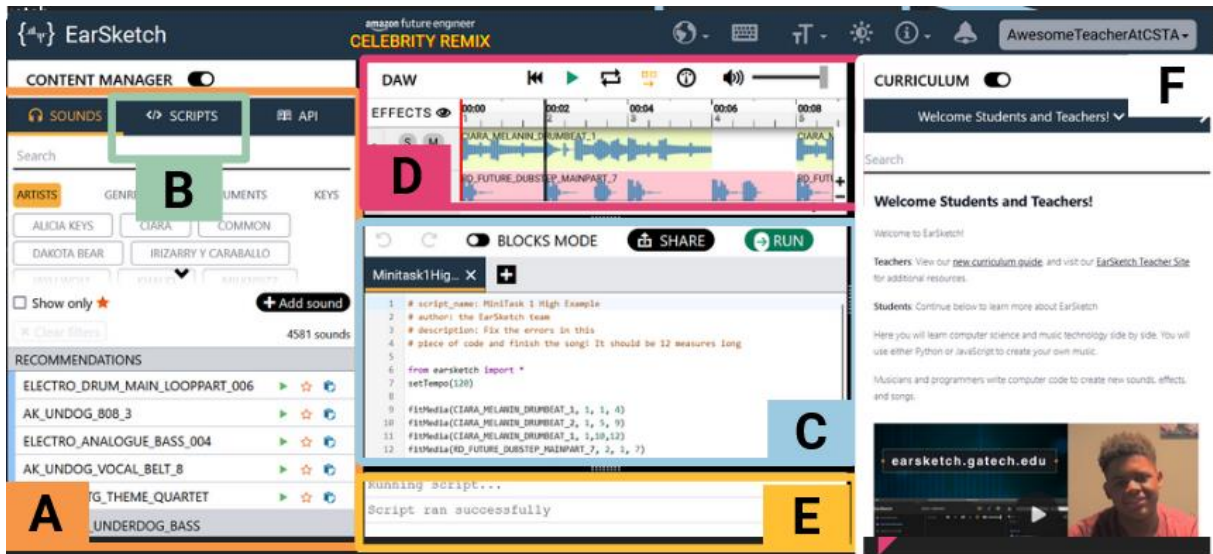 { } EarSketch
amazon future engineer
CELEBRITY REMIX
AwesomeTeacherAtCSTA
CONTENT MANAGER
SOUNDS
</> SCRIPTS
API
B
Search
ARTISTS
KEYS
ALICIA KEYS
CIARA
COMMON
DAKOTA BEAR
IRIZARRY Y CARABALLO
Show only
+ Add sound
× Clear filters
4581 sounds
RECOMMENDATIONS
ELECTRO_DRUM_MAIN_LOOPPART_006
AK_UNDOG_808_3
ELECTRO_ANALOGUE_BASS_004
AK_UNDOG_VOCAL_BELT_8
TG_THEME_QUARTET
UNDERDOG_BASS
A
DAW
EFFECTS
00:00 00:02 00:04 00:06 00:08
1 2 3 4 5
S M
CIARA_MELANIN_DRUMBEAT_1
CIARA_M
RD_FUTURE_DUBSTEP_MAINPART_7
RD_FUTU
D
BLOCKS MODE
SHARE
RUN
Minitask1Hig... × +
1 # script_name: MiniTask 1 High Example
2 # author: the EarSketch team
3 # description: Fix the errors in this
4 # piece of code and finish the song! It should be 12 measures long
5
6 from earsketch import *
7 setTempo(120)
8
9 fitMedia(CIARA_MELANIN_DRUMBEAT_1, 1, 1, 4)
10 fitMedia(CIARA_MELANIN_DRUMBEAT_2, 1, 5, 9)
11 fitMedia(CIARA_MELANIN_DRUMBEAT_1, 1,10,12)
12 fitMedia(RD_FUTURE_DUBSTEP_MAINPART_7, 2, 1, 7)
C
Running script...
Script ran successfully
E
CURRICULUM
F
Welcome Students and Teachers!
Search
Welcome Students and Teachers!
Welcome to EarSketch!
Teachers: View our new curriculum guide, and visit our EarSketch Teacher Site
for additional resources.
Students: Continue below to learn more about EarSketch
Here you will learn computer science and music technology side by side. You will
use either Python or JavaScript to create your own music.
Musicians and programmers write computer code to create new sounds, effects,
and songs.
earsketch.gatech.edu